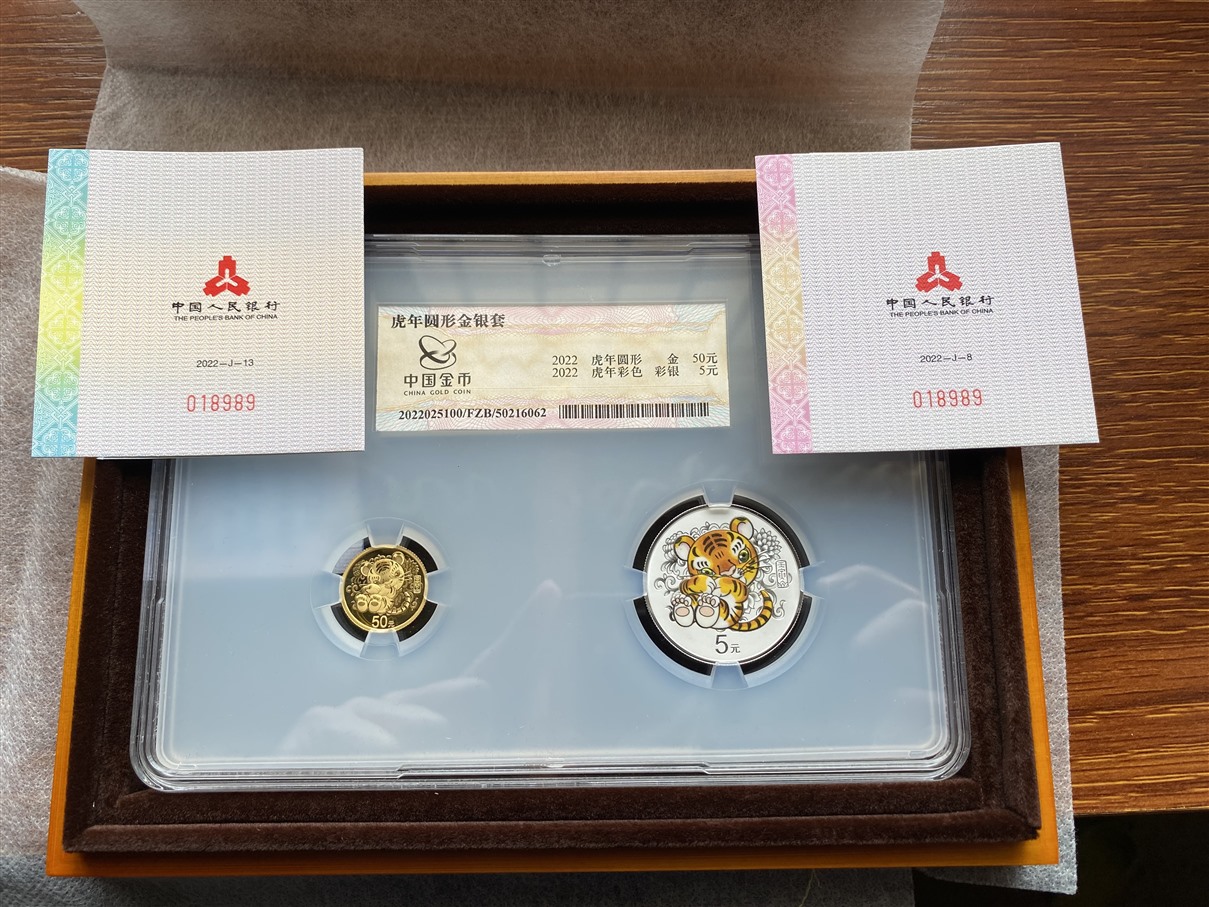 中国人民银行
THE PEOPLE'S BANK OF CHINA
2022-J-13
018989
虎年圆形金银套
中国金币
CHINA GOLD COIN
2022 虎年圆形 金 50元
2022 虎年彩色 彩银 5元
2022025100/FZB/50216062
中国人民银行
THE PEOPLE'S BANK OF CHINA
2022-J-8
018989
50元
5元